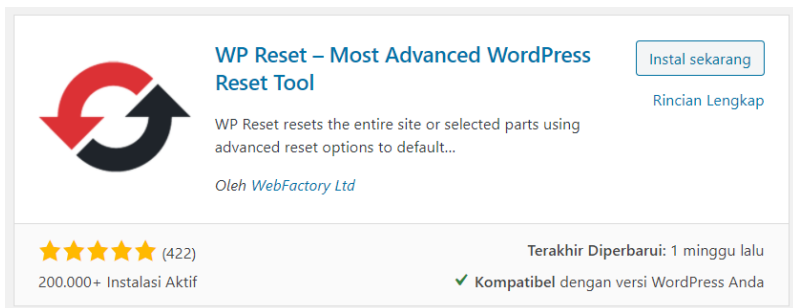 WP Reset – Most Advanced WordPress
Reset Tool
Instal sekarang
Rincian Lengkap
WP Reset resets the entire site or selected parts using
advanced reset options to default...
Oleh WebFactory Ltd
(422)
200.000+ Instalasi Aktif
Terakhir Diperbarui: 1 minggu lalu
Kompatibel dengan versi WordPress Anda